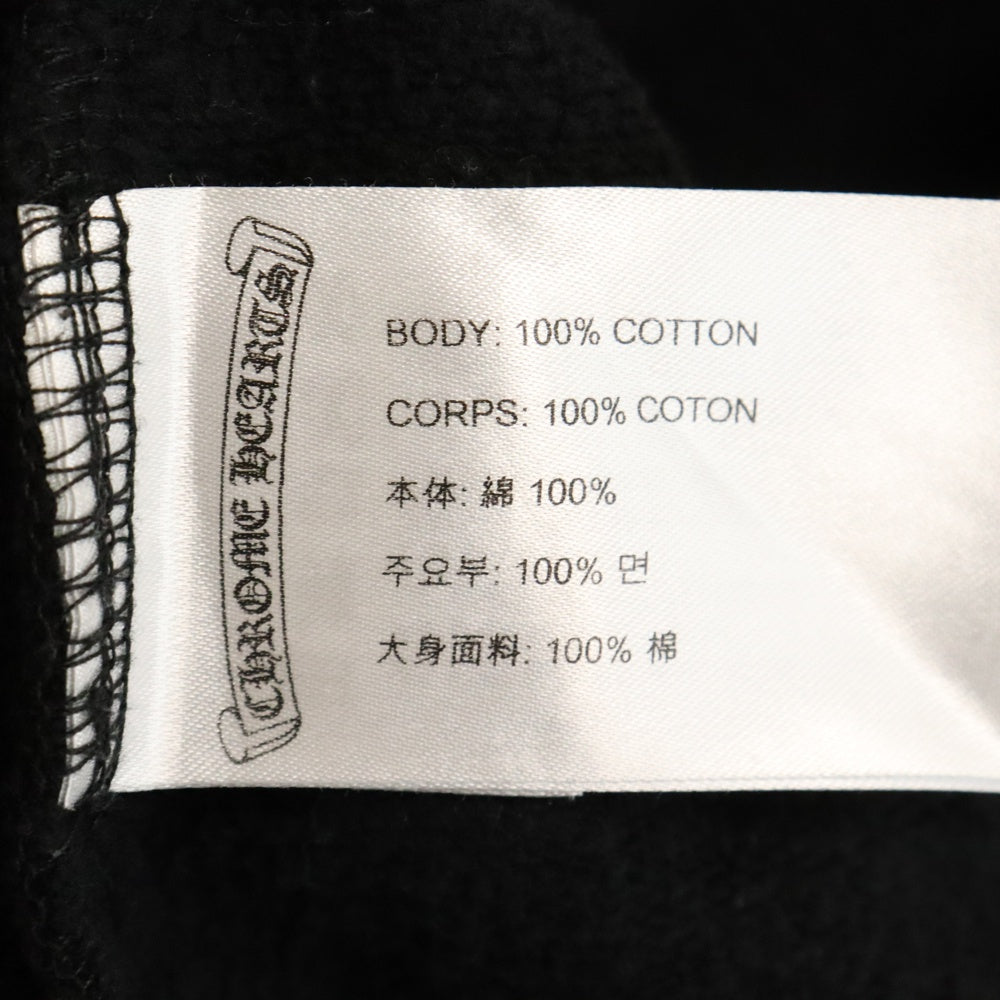 CHROME HEARTS
BODY: 100% COTTON
CORPS: 100% COTON
本体: 綿 100%
주요부: 100% 면
大身面料: 100% 棉